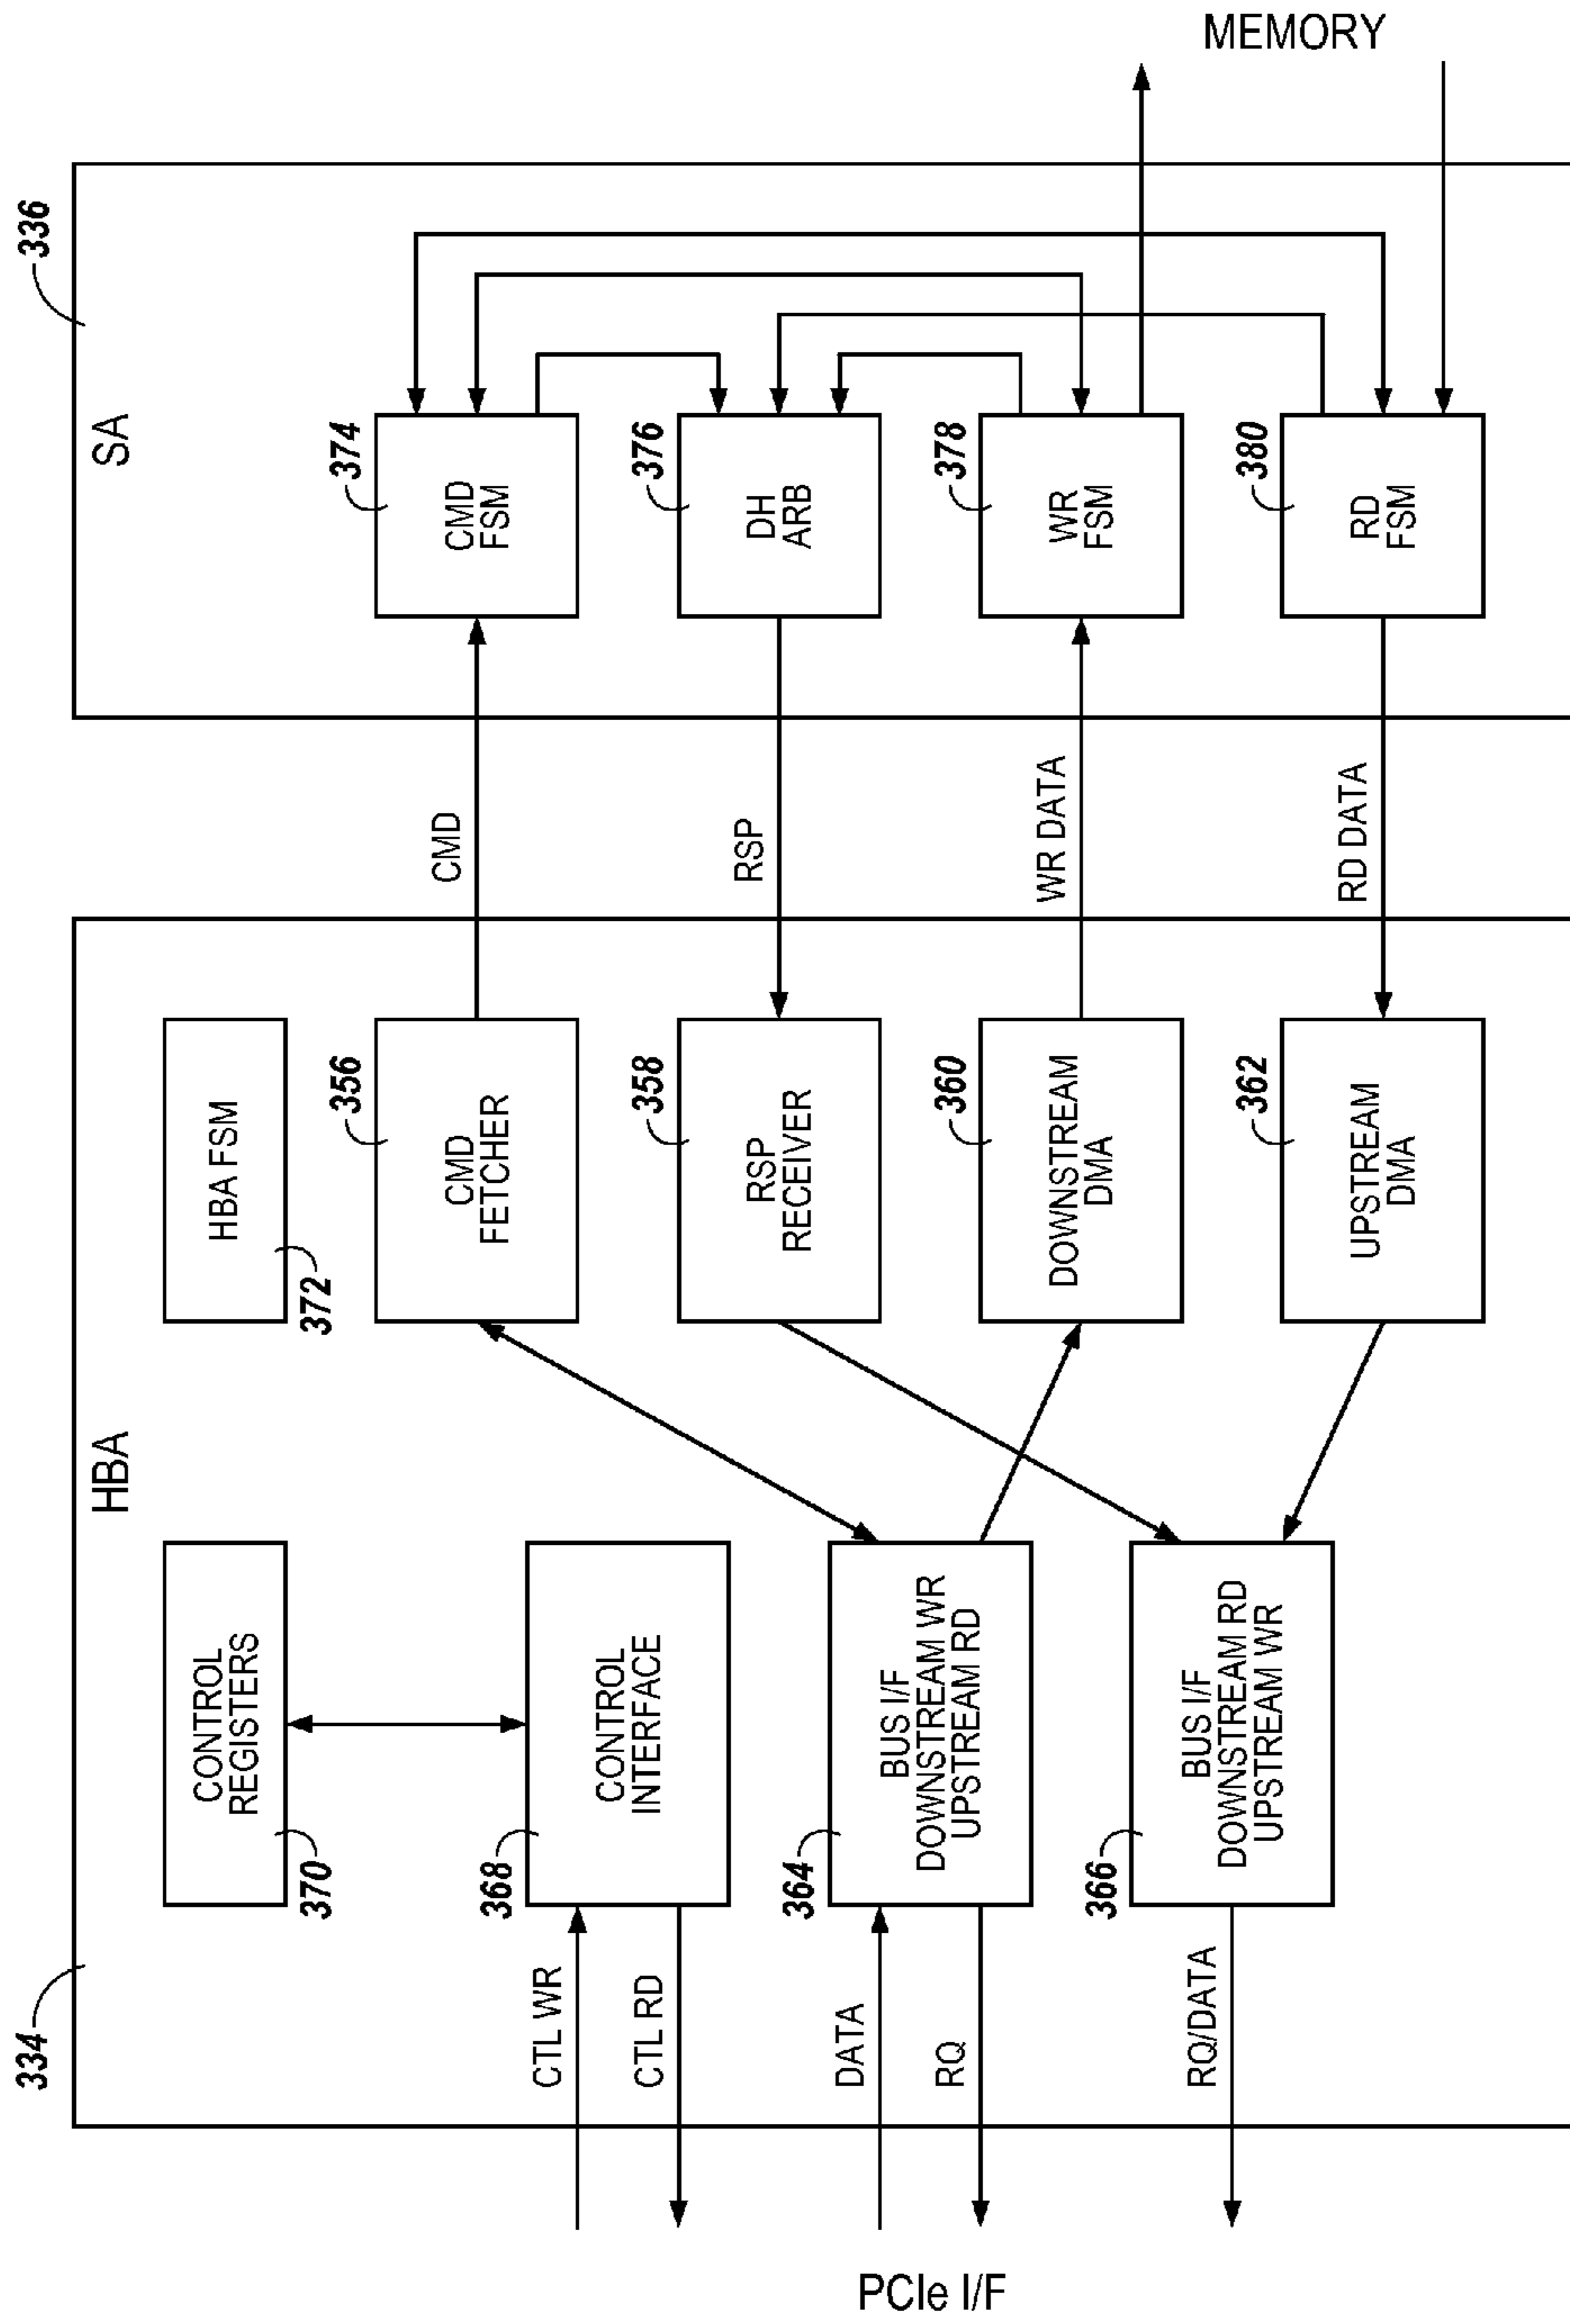 334
HBA
CONTROL
REGISTERS
370
HBA FSM
372
CTL WR
CTL RD
368
CONTROL
INTERFACE
356
CMD
FETCHER
CMD
358
RSP
RECEIVER
RSP
PCIe I/F
DATA
RQ
364
BUS I/F
DOWNSTREAM WR
UPSTREAM RD
360
DOWNSTREAM
DMA
WR DATA
RQ/DATA
366
BUS I/F
DOWNSTREAM RD
UPSTREAM WR
362
UPSTREAM
DMA
RD DATA
336
SA
374
CMD
FSM
376
DH
ARB
378
WR
FSM
380
RD
FSM
MEMORY